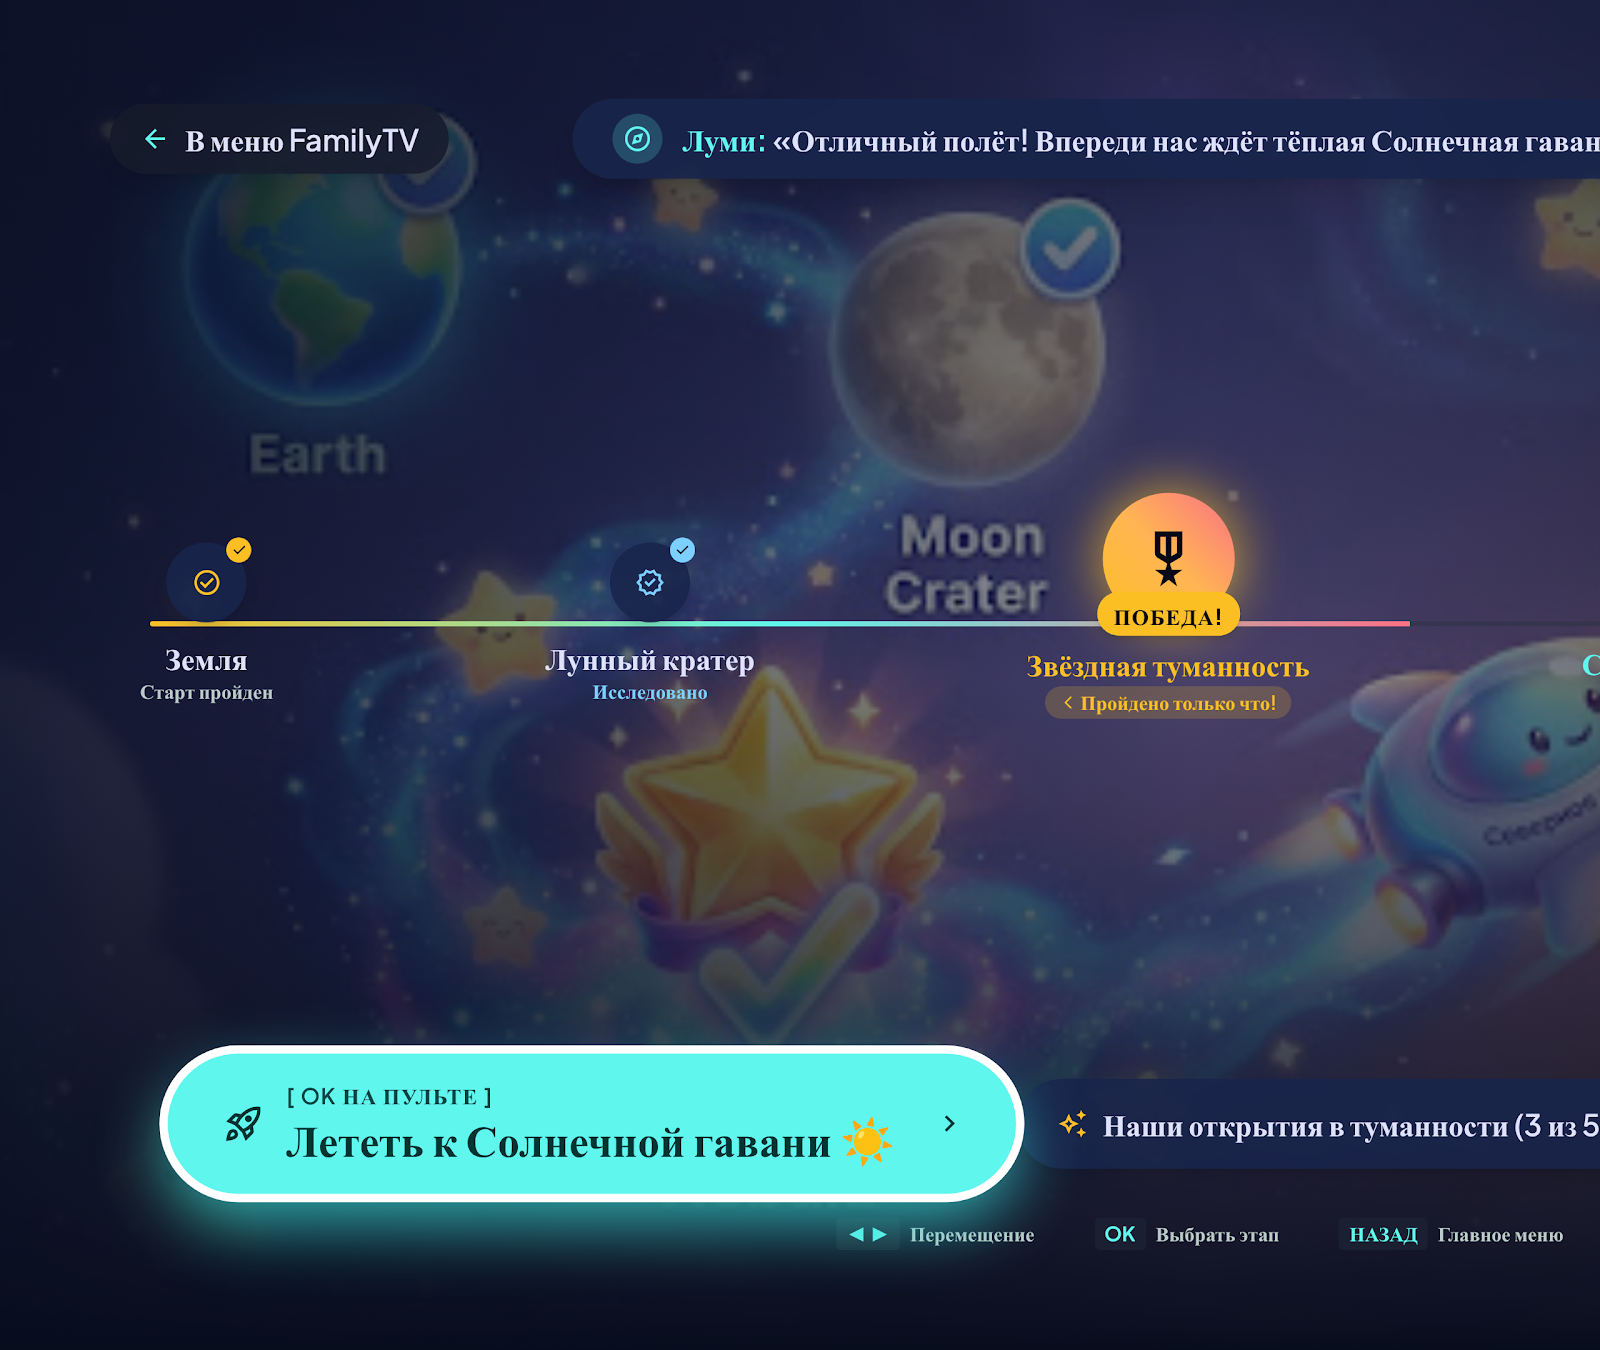 В меню FamilyTV
Луми: «Отличный полёт! Впереди нас ждёт тёплая Солнечная гаван
Earth
Moon
Crater
ПОБЕДА!
Земля
Старт пройден
Лунный кратер
Исследовано
Звёздная туманность
Пройдено только что!
С
[ OK НА ПУЛЬТЕ ]
Лететь к Солнечной гавани ☀️
Наши открытия в туманности (3 из 5
◀ ▶ Перемещение
OK Выбрать этап
НАЗАД Главное меню